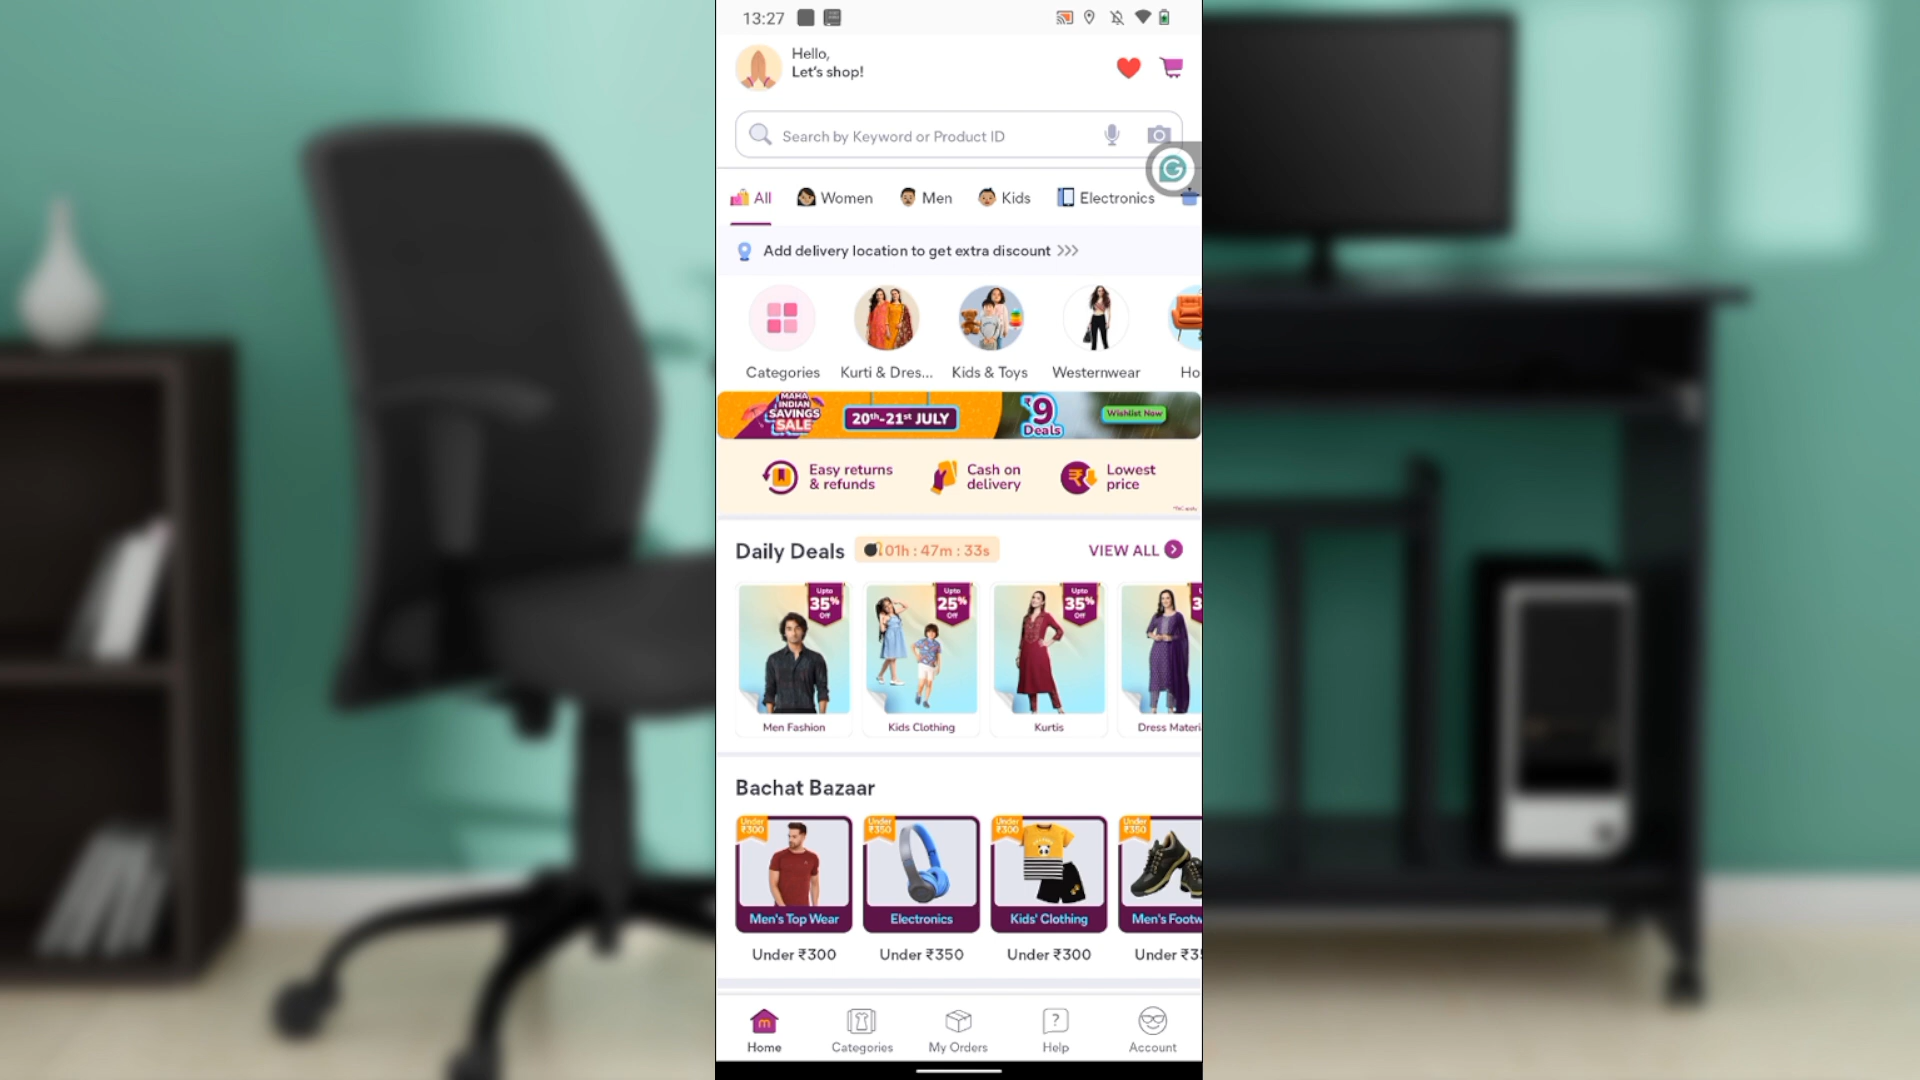 13:27
Hello,
Let's shop!
Search by Keyword or Product ID
All
Women
Men
Kids
Electronics
Add delivery location to get extra discount >>>
Categories
Kurti & Dres...
Kids & Toys
Westernwear
Ho
MAHA
INDIAN
SAVINGS
SALE
20th-21st JULY
₹9
Deals
Wishlist Now
Easy returns
& refunds
Cash on
delivery
Lowest
price
Daily Deals
01h : 47m : 33s
VIEW ALL
Upto
35%
Off
Upto
25%
Off
Upto
35%
Off
3
Men Fashion
Kids Clothing
Kurtis
Dress Materi
Bachat Bazaar
Under
₹300
Under
₹350
Under
₹300
Under
₹350
Men's Top Wear
Electronics
Kids' Clothing
Men's Footw
Under ₹300
Under ₹350
Under ₹300
Under ₹35
Home
Categories
My Orders
Help
Account